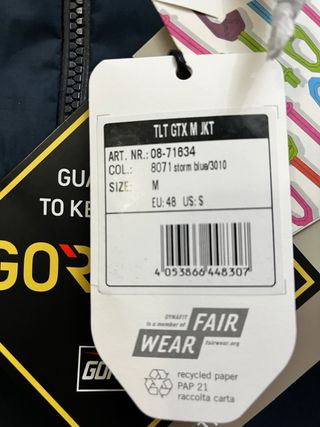 TLT GTX M JKT
ART. NR.: 08-71634
COL.: 8071 storm blue/3010
SIZE: M
EU: 48 US: S
4 053866 448307
DYNAFIT
is a member of
FAIR
WEAR
fairwear.org
recycled paper
PAP 21
raccolta carta
GUA
TO KE
GOR
GOR